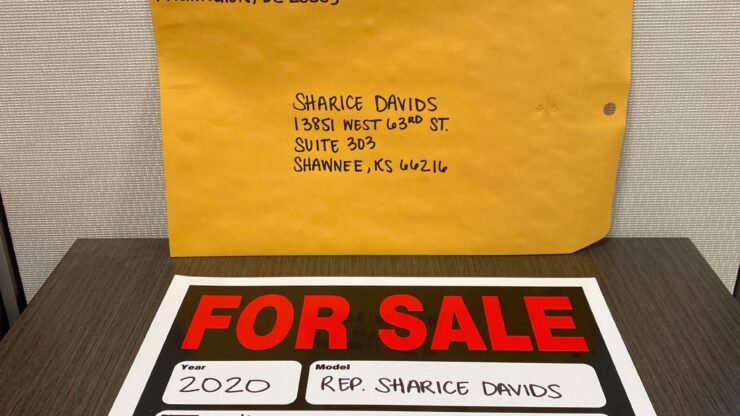 SHARICE DAVIDS
13851 WEST 63RD ST.
SUITE 303
SHAWNEE, KS 66216
FOR SALE
Year
Model
2020
REP. SHARICE DAVIDS